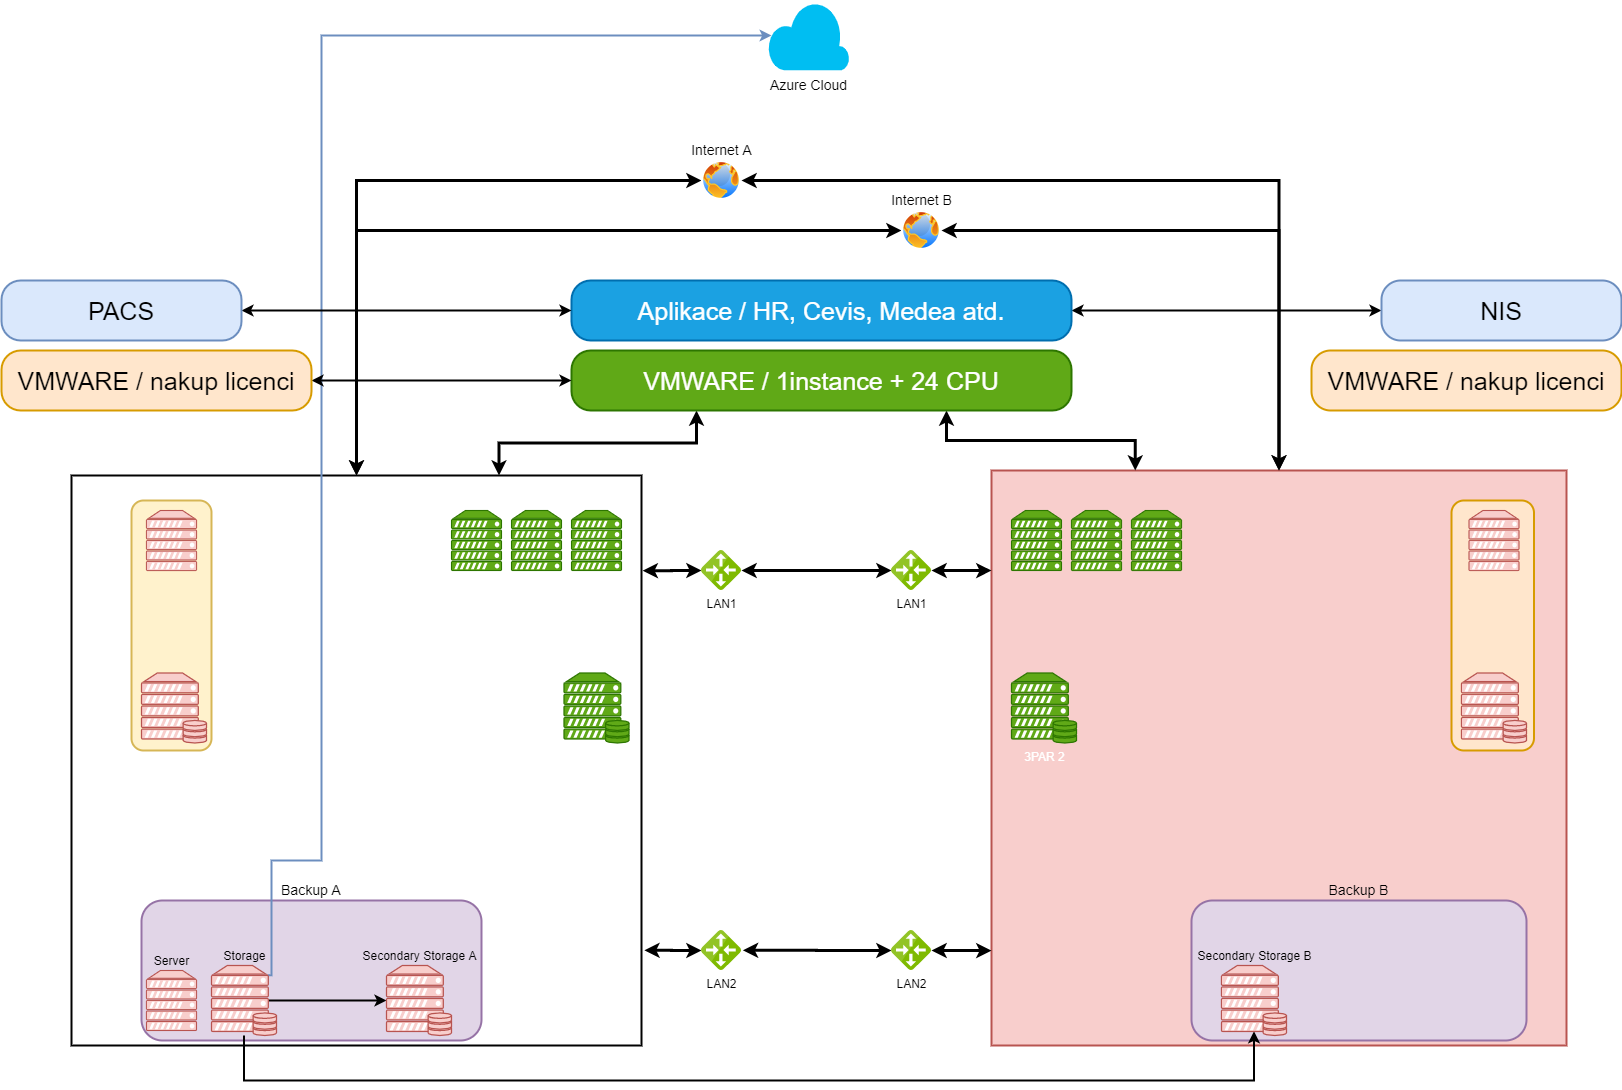 Azure Cloud
Internet A
Internet B
PACS
Aplikace / HR, Cevis, Medea atd.
NIS
VMWARE / nakup licenci
VMWARE / 1instance + 24 CPU
VMWARE / nakup licenci
LAN1
LAN1
3PAR 2
Backup A
Backup B
Server
Storage
Secondary Storage A
Secondary Storage B
LAN2
LAN2